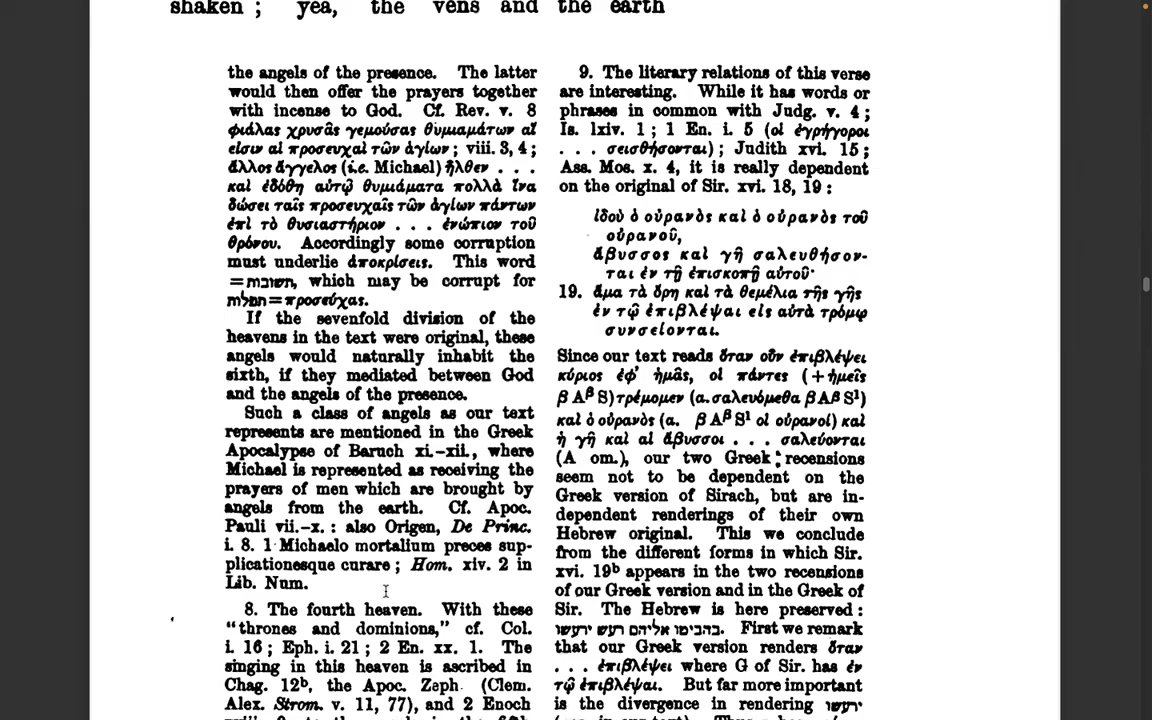 shaken ; yea, the vens and the earth
the angels of the presence. The latter
would then offer the prayers together
with incense to God. Cf. Rev. v. 8
φιάλας χρυσᾶς γεμούσας θυμιαμάτων αἵ
εἰσιν αἱ προσευχαὶ τῶν ἁγίων ; viii. 3, 4 ;
ἄλλος ἄγγελος (i.e. Michael) ἦλθεν . . .
καὶ ἐδόθη αὐτῷ θυμιάματα πολλὰ ἵνα
δώσει ταῖς προσευχαῖς τῶν ἁγίων πάντων
ἐπὶ τὸ θυσιαστήριον . . . ἐνώπιον τοῦ
θρόνου. Accordingly some corruption
must underlie ἀποκρίσεις. This word
=תשובות, which may be corrupt for
תפלות=προσεύχας.
If the sevenfold division of the
heavens in the text were original, these
angels would naturally inhabit the
sixth, if they mediated between God
and the angels of the presence.
Such a class of angels as our text
represents are mentioned in the Greek
Apocalypse of Baruch xi.-xii., where
Michael is represented as receiving the
prayers of men which are brought by
angels from the earth. Cf. Apoc.
Pauli vii.-x. : also Origen, De Princ.
i. 8. 1 Michaelo mortalium preces sup-
plicationesque curare ; Hom. xiv. 2 in
Lib. Num.
8. The fourth heaven. With these
"thrones and dominions," cf. Col.
i. 16 ; Eph. i. 21 ; 2 En. xx. 1. The
singing in this heaven is ascribed in
Chag. 12b, the Apoc. Zeph. (Clem.
Alex. Strom. v. 11, 77), and 2 Enoch
9. The literary relations of this verse
are interesting. While it has words or
phrases in common with Judg. v. 4 ;
Is. lxiv. 1 ; 1 En. i. 5 (οἱ ἐγρήγοροι
. . . σεισθήσονται) ; Judith xvi. 15 ;
Ass. Mos. x. 4, it is really dependent
on the original of Sir. xvi. 18, 19 :
ἰδοὺ ὁ οὐρανὸς καὶ ὁ οὐρανὸς τοῦ
οὐρανοῦ,
ἄβυσσος καὶ γῆ σαλευθήσον-
ται ἐν τῇ ἐπισκοπῇ αὐτοῦ·
19. ἅμα τὰ ὄρη καὶ τὰ θεμέλια τῆς γῆς
ἐν τῷ ἐπιβλέψαι εἰς αὐτὰ τρόμῳ
συνσείονται.
Since our text reads ὅταν οὖν ἐπιβλέψει
κύριος ἐφ' ἡμᾶς, οἱ πάντες (+ἡμεῖς
β Aᵝ S) τρέμομεν (α. σαλευόμεθα β Aᵝ S¹)
καὶ ὁ οὐρανὸς (α. β Aᵝ S¹ οἱ οὐρανοί) καὶ
ἡ γῆ καὶ αἱ ἄβυσσοι . . . σαλεύονται
(A om.), our two Greek recensions
seem not to be dependent on the
Greek version of Sirach, but are in-
dependent renderings of their own
Hebrew original. This we conclude
from the different forms in which Sir.
xvi. 19b appears in the two recensions
of our Greek version and in the Greek of
Sir. The Hebrew is here preserved :
בהביטו אליהם רעש ירעשו. First we remark
that our Greek version renders ὅταν
. . . ἐπιβλέψει where G of Sir. has ἐν
τῷ ἐπιβλέψαι. But far more important
is the divergence in rendering ירעשו